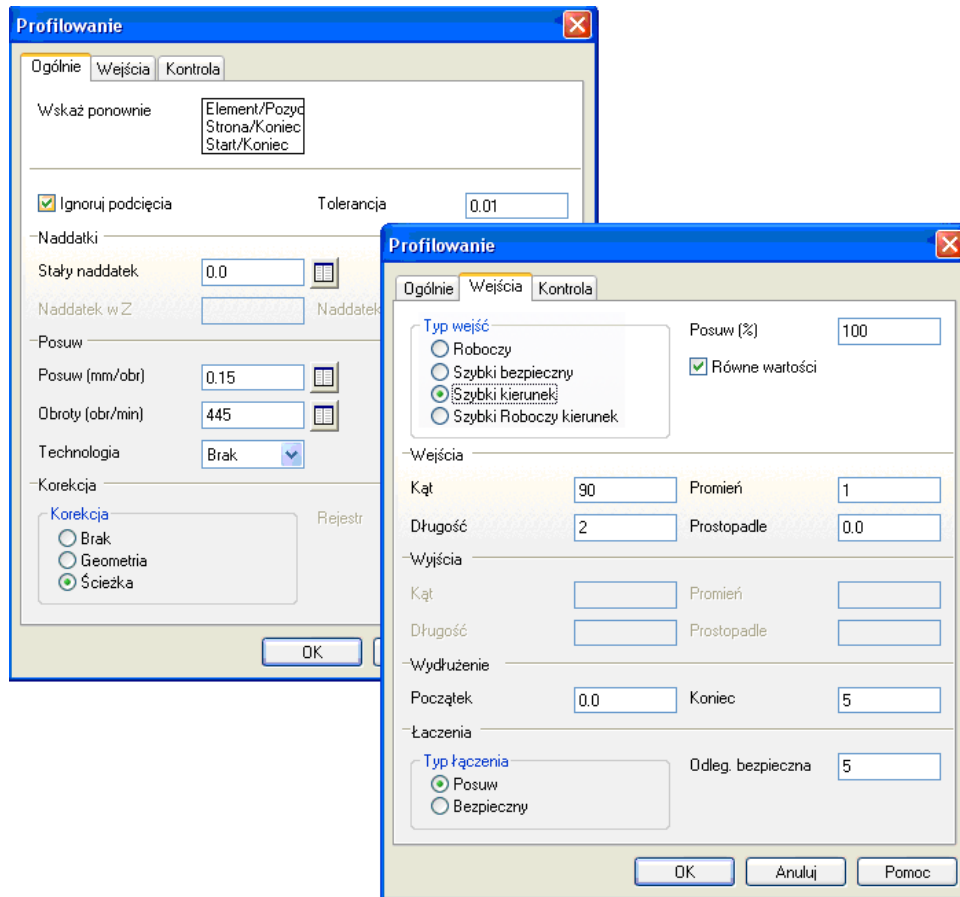 Profilowanie
Ogólnie Wejścia Kontrola
Wskaż ponownie
Element/Pozyc
Strona/Koniec
Start/Koniec
Ignoruj podcięcia Tolerancja 0.01
Naddatki
Stały naddatek 0.0
Naddatek w Z Naddatek
Posuw
Posuw (mm/obr) 0.15
Obroty (obr/min) 445
Technologia Brak
Korekcja
Korekcja Rejestr
Brak
Geometria
Ścieżka
OK
Profilowanie
Ogólnie Wejścia Kontrola
Typ wejść Posuw (%) 100
Roboczy
Szybki bezpieczny Równe wartości
Szybki kierunek
Szybki Roboczy kierunek
Wejścia
Kąt 90 Promień 1
Długość 2 Prostopadle 0.0
Wyjścia
Kąt Promień
Długość Prostopadle
Wydłużenie
Początek 0.0 Koniec 5
Łaczenia
Typ łączenia Odleg. bezpieczna 5
Posuw
Bezpieczny
OK Anuluj Pomoc